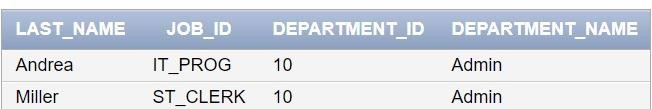 LAST_NAME JOB_ID DEPARTMENT_ID DEPARTMENT_NAME
Andrea IT_PROG 10 Admin
Miller ST_CLERK 10 Admin